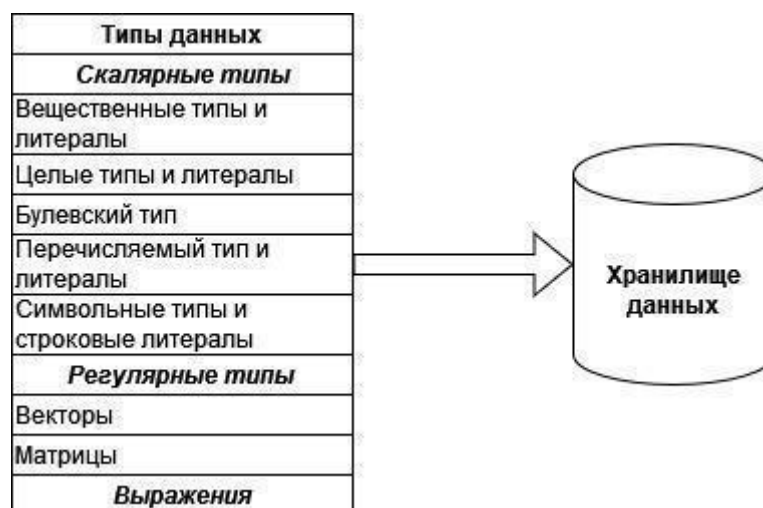 Типы данных
Скалярные типы
Вещественные типы и
литералы
Целые типы и литералы
Булевский тип
Перечисляемый тип и
литералы
Символьные типы и
строковые литералы
Регулярные типы
Векторы
Матрицы
Выражения
Хранилище
данных